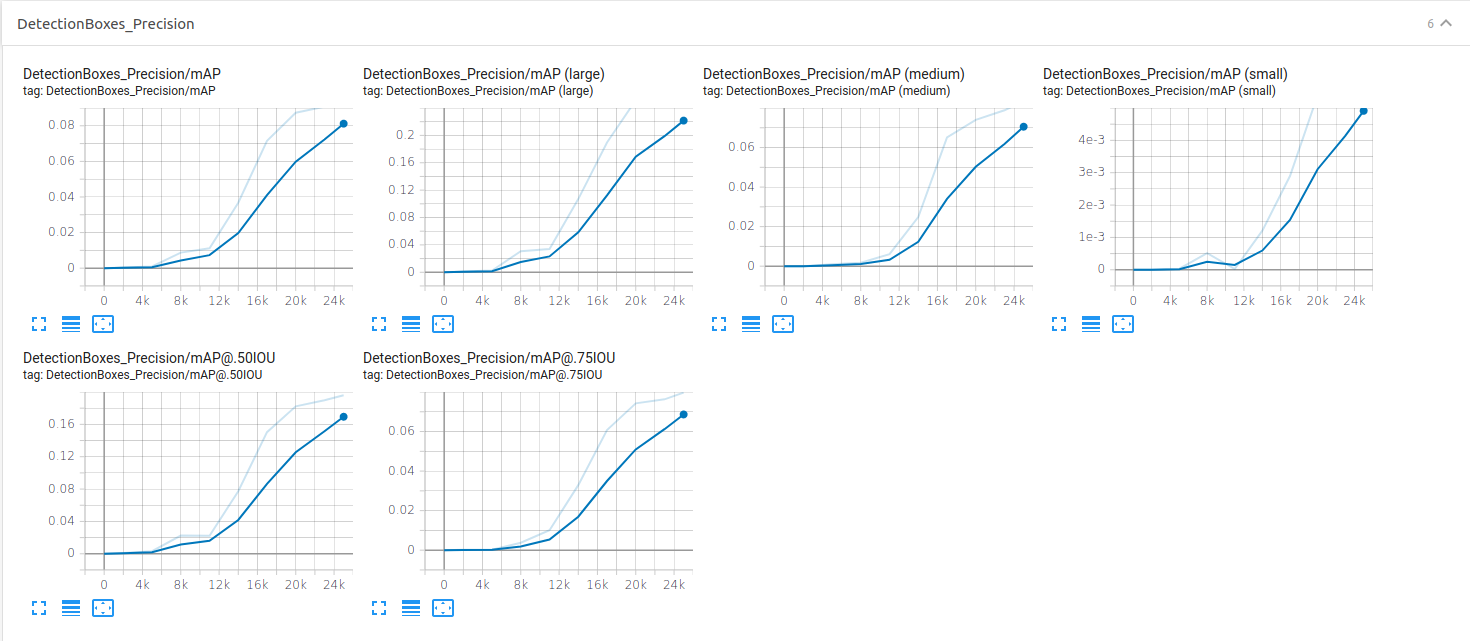 DetectionBoxes_Precision
6
DetectionBoxes_Precision/mAP
tag: DetectionBoxes_Precision/mAP
0.08
0.06
0.04
0.02
0
0 4k 8k 12k 16k 20k 24k
DetectionBoxes_Precision/mAP (large)
tag: DetectionBoxes_Precision/mAP (large)
0.2
0.16
0.12
0.08
0.04
0
0 4k 8k 12k 16k 20k 24k
DetectionBoxes_Precision/mAP (medium)
tag: DetectionBoxes_Precision/mAP (medium)
0.06
0.04
0.02
0
0 4k 8k 12k 16k 20k 24k
DetectionBoxes_Precision/mAP (small)
tag: DetectionBoxes_Precision/mAP (small)
4e-3
3e-3
2e-3
1e-3
0
0 4k 8k 12k 16k 20k 24k
DetectionBoxes_Precision/mAP@.50IOU
tag: DetectionBoxes_Precision/mAP@.50IOU
0.16
0.12
0.08
0.04
0
0 4k 8k 12k 16k 20k 24k
DetectionBoxes_Precision/mAP@.75IOU
tag: DetectionBoxes_Precision/mAP@.75IOU
0.06
0.04
0.02
0
0 4k 8k 12k 16k 20k 24k